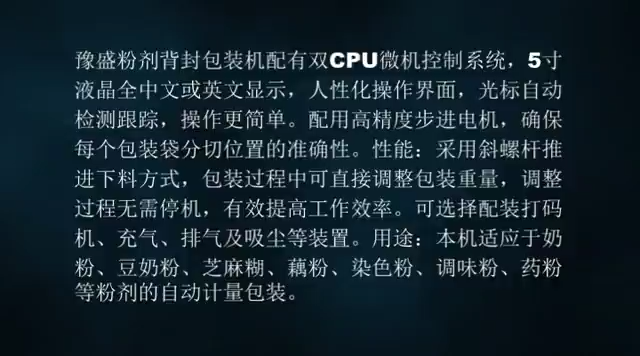 豫盛粉剂背封包装机配有双CPU微机控制系统，5寸
液晶全中文或英文显示，人性化操作界面，光标自动
检测跟踪，操作更简单。配用高精度步进电机，确保
每个包装袋分切位置的准确性。性能：采用斜螺杆推
进下料方式，包装过程中可直接调整包装重量，调整
过程无需停机，有效提高工作效率。可选择配装打码
机、充气、排气及吸尘等装置。用途：本机适应于奶
粉、豆奶粉、芝麻糊、藕粉、染色粉、调味粉、药粉
等粉剂的自动计量包装。